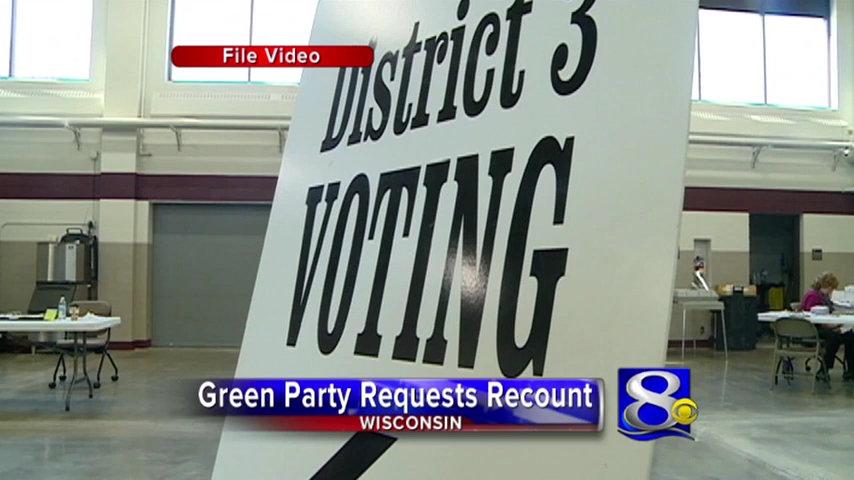 File Video
District 3
VOTING
Green Party Requests Recount
WISCONSIN
8